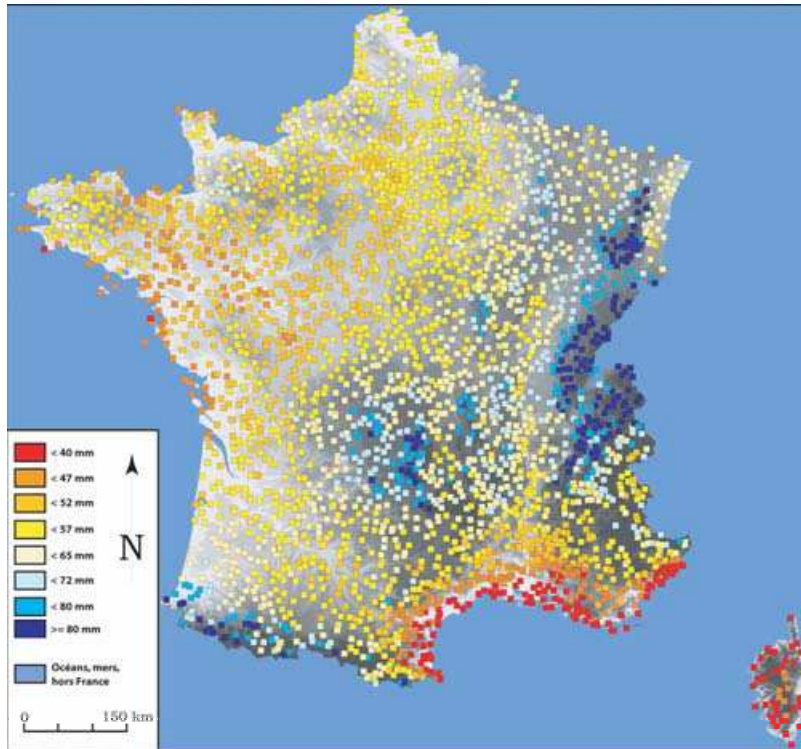 < 40 mm
< 47 mm
< 52 mm
< 57 mm
< 65 mm
< 72 mm
< 80 mm
>= 80 mm
Océans, mers,
hors France
N
0 150 km